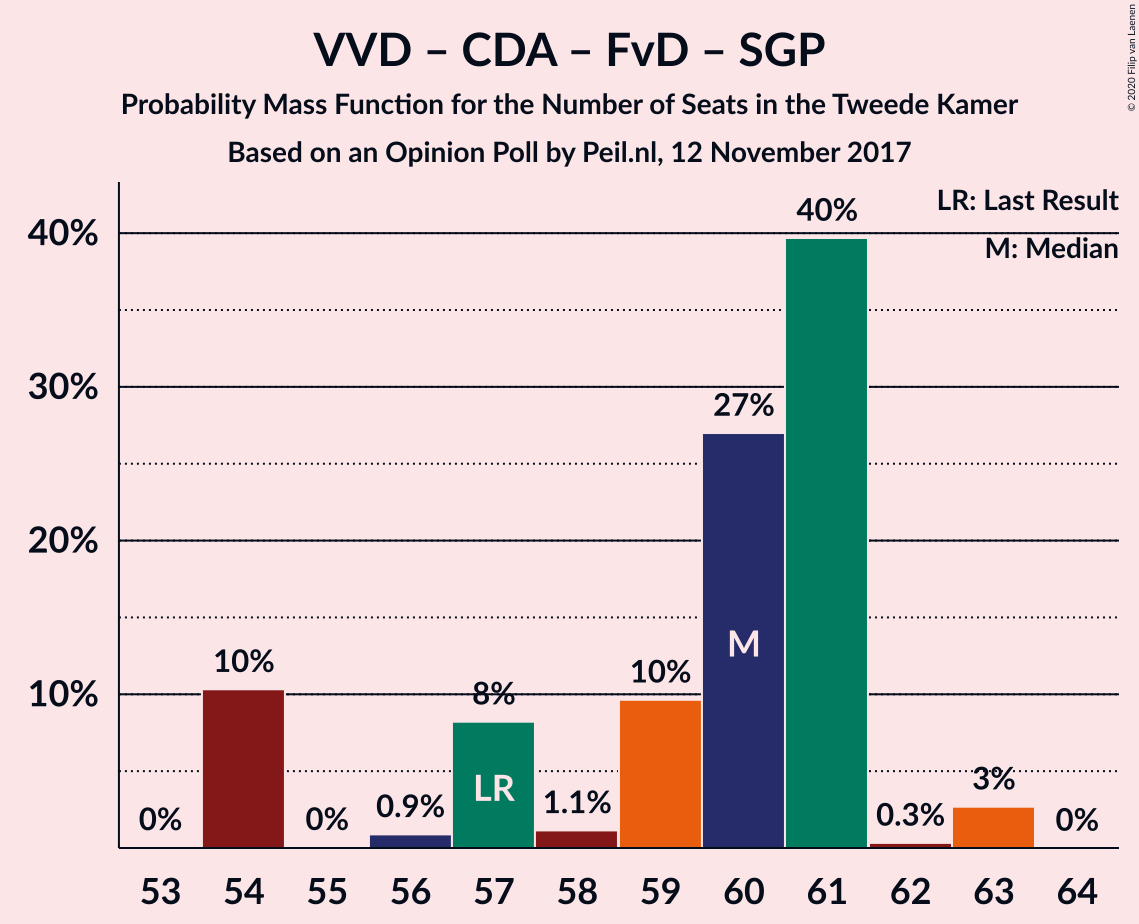 VVD – CDA – FvD – SGP
Probability Mass Function for the Number of Seats in the Tweede Kamer
Based on an Opinion Poll by Peil.nl, 12 November 2017
© 2020 Filip van Laenen
LR: Last Result
M: Median
40%
30%
20%
10%
0%
10%
0%
0.9%
8%
1.1%
10%
27%
40%
0.3%
3%
0%
LR
M
53 54 55 56 57 58 59 60 61 62 63 64